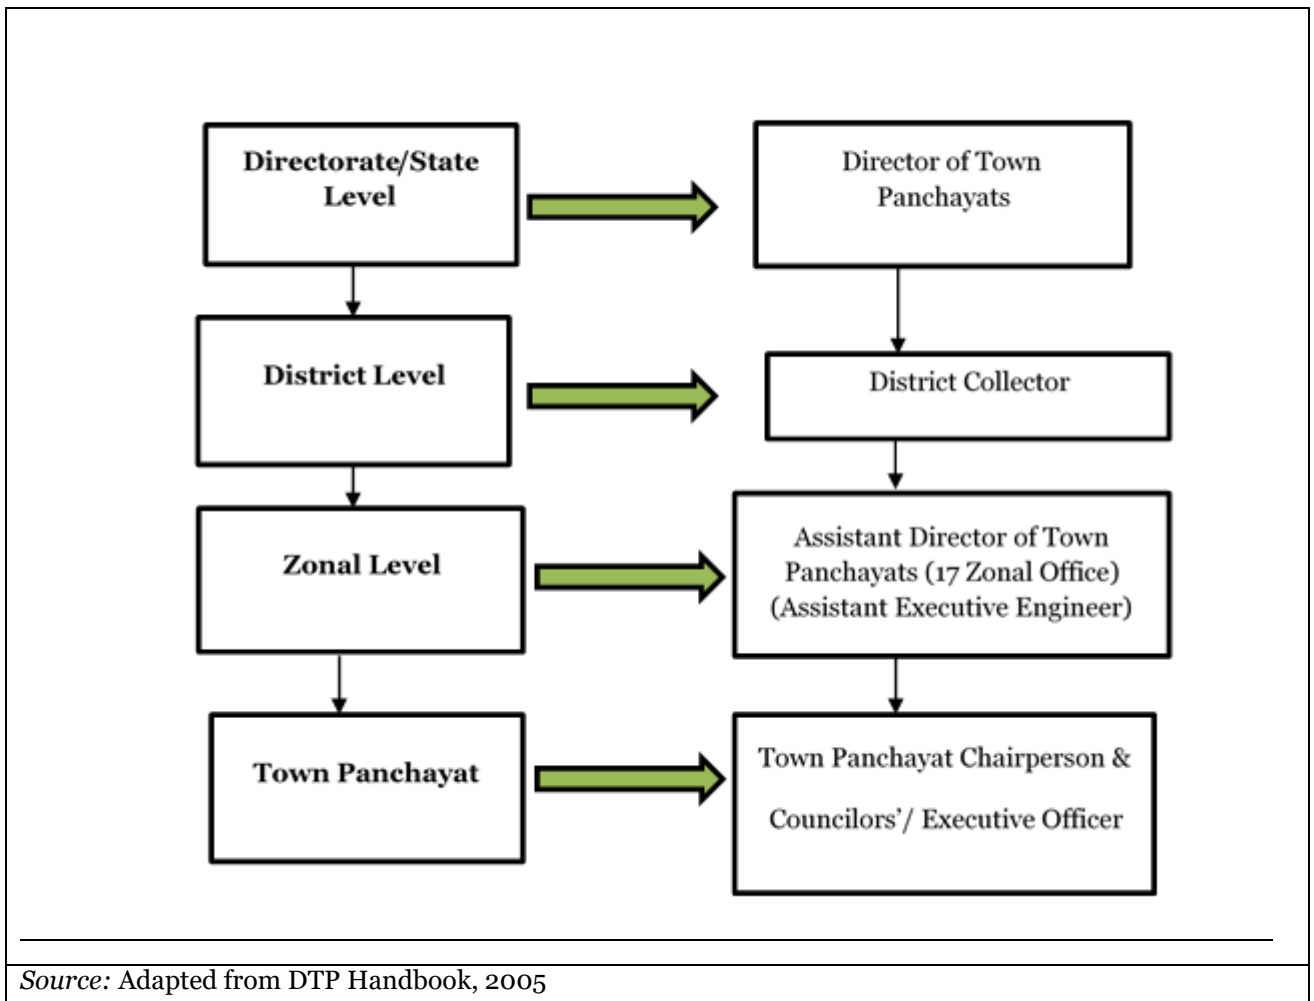 Directorate/State
Level
Director of Town
Panchayats
District Level
District Collector
Zonal Level
Assistant Director of Town
Panchayats (17 Zonal Office)
(Assistant Executive Engineer)
Town Panchayat
Town Panchayat Chairperson &
Councilors’/ Executive Officer
Source: Adapted from DTP Handbook, 2005